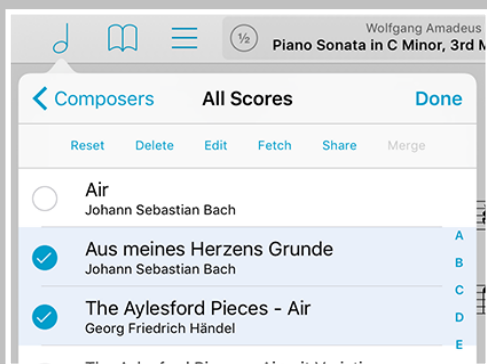 ½
Wolfgang Amadeus
Piano Sonata in C Minor, 3rd
Composers
All Scores
Done
Reset Delete Edit Fetch Share Merge
Air
Johann Sebastian Bach
Aus meines Herzens Grunde
Johann Sebastian Bach
The Aylesford Pieces - Air
Georg Friedrich Händel
A
B
C
D
E